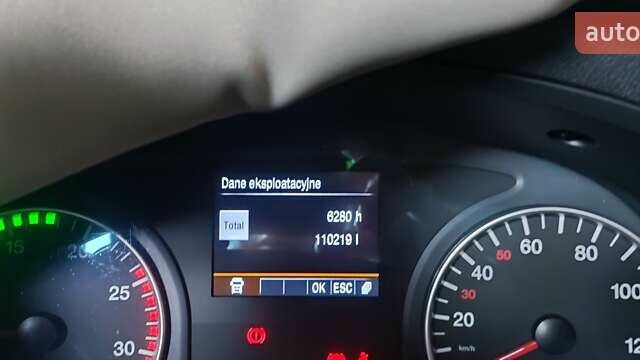 auto
Dane eksploatacyjne
Total
6280 h
110219 l
OK ESC
15 20 25 30
20 30 40 50 60 80 100 12
km/h